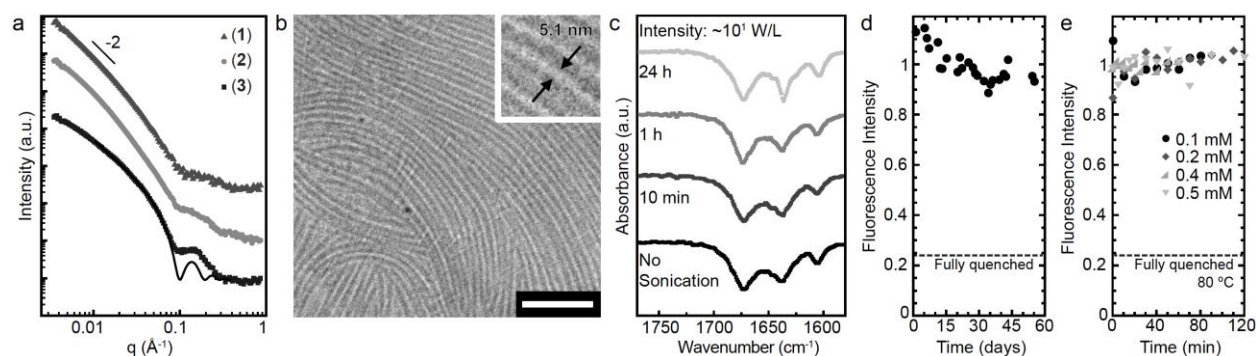 a
Intensity (a.u.)
-2
(1)
(2)
(3)
0.01
0.1
1
q (Å⁻¹)
b
5.1 nm
c
Absorbance (a.u.)
Intensity: ~10¹ W/L
24 h
1 h
10 min
No
Sonication
1750
1700
1650
1600
Wavenumber (cm⁻¹)
d
Fluorescence Intensity
1
0.8
0.6
0.4
0.2
0
Fully quenched
0
15
30
45
60
Time (days)
e
Fluorescence Intensity
1
0.8
0.6
0.4
0.2
0
0.1 mM
0.2 mM
0.4 mM
0.5 mM
Fully quenched
80 °C
0
30
60
90
120
Time (min)